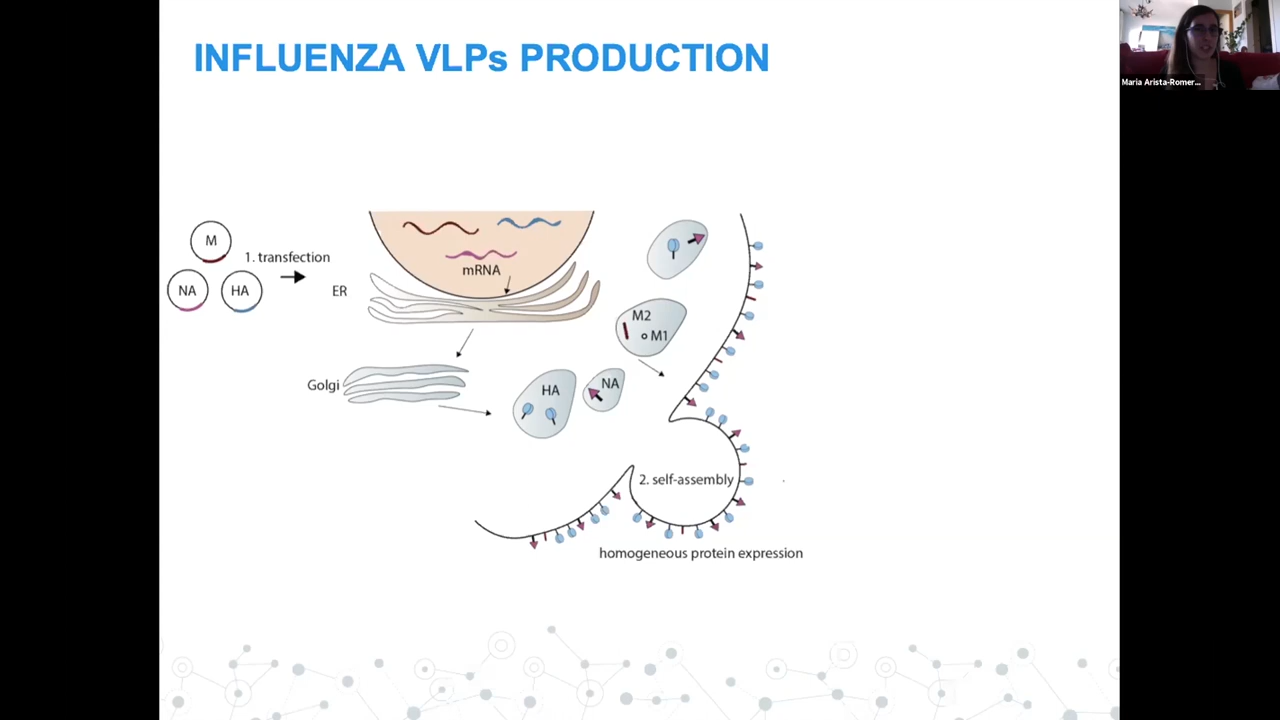 INFLUENZA VLPs PRODUCTION
Maria Arista-Romer...
M
1. transfection
NA
HA
ER
mRNA
M2
M1
Golgi
HA
NA
2. self-assembly
homogeneous protein expression